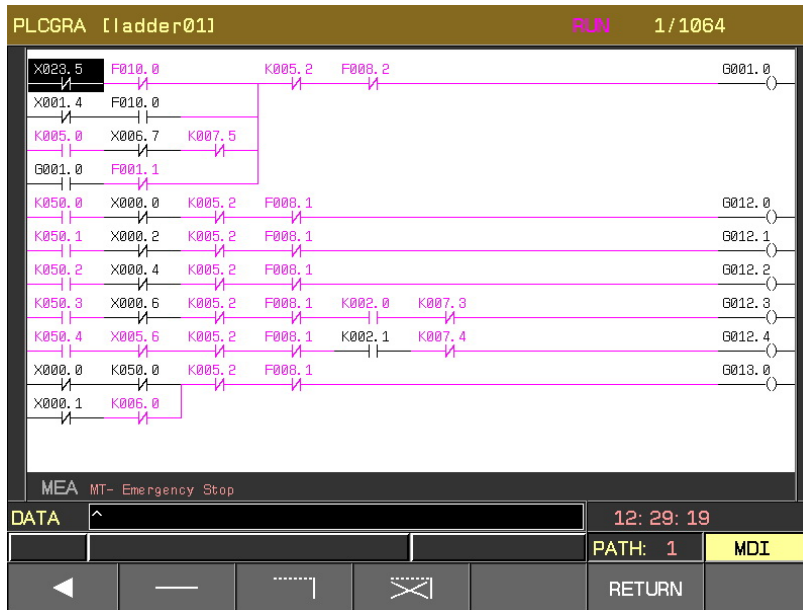 PLCGRA [ladder01] RUN 1/1064
X023.5 F010.0 K005.2 F008.2 G001.0
X001.4 F010.0
K005.0 X006.7 K007.5
G001.0 F001.1
K050.0 X000.0 K005.2 F008.1 G012.0
K050.1 X000.2 K005.2 F008.1 G012.1
K050.2 X000.4 K005.2 F008.1 G012.2
K050.3 X000.6 K005.2 F008.1 K002.0 K007.3 G012.3
K050.4 X005.6 K005.2 F008.1 K002.1 K007.4 G012.4
X000.0 K050.0 K005.2 F008.1 G013.0
X000.1 K006.0
MEA MT- Emergency Stop
DATA ^ 12:29:19
PATH: 1 MDI
RETURN